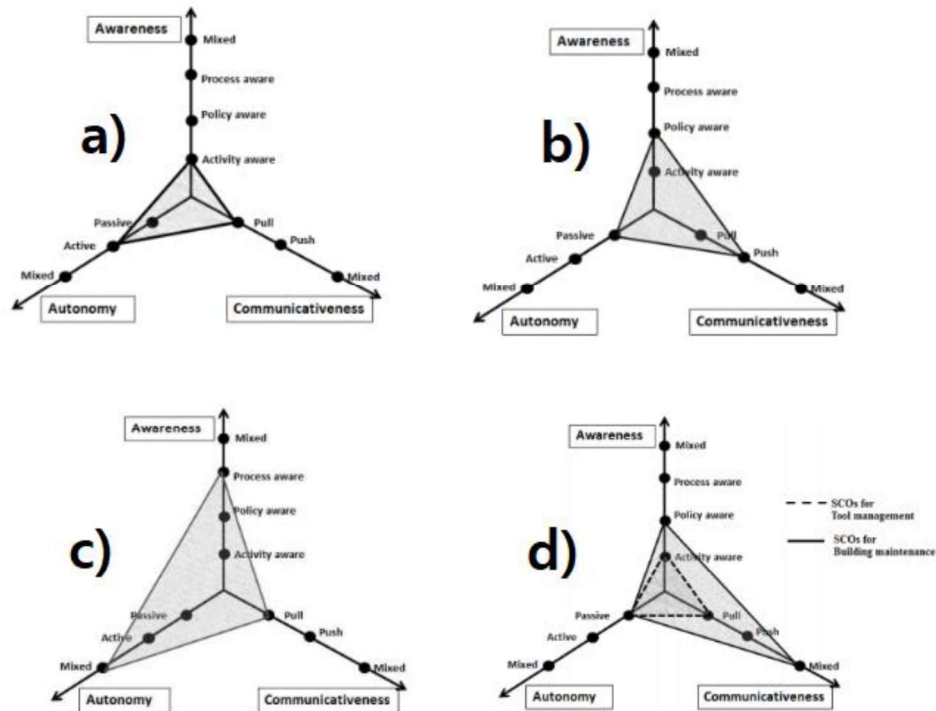 Awareness
Mixed
Process aware
Policy aware
a)
Activity aware
Passive
Pull
Active
Push
Mixed
Mixed
Autonomy
Communicativeness
Awareness
Mixed
Process aware
Policy aware
b)
Activity aware
Passive
Pull
Active
Push
Mixed
Mixed
Autonomy
Communicativeness
Awareness
Mixed
Process aware
Policy aware
c)
Activity aware
Passive
Pull
Active
Push
Mixed
Mixed
Autonomy
Communicativeness
Awareness
Mixed
Process aware
Policy aware
d)
Activity aware
Passive
Pull
Active
Push
Mixed
Mixed
Autonomy
Communicativeness
SCOs for
Tool management
SCOs for
Building maintenance